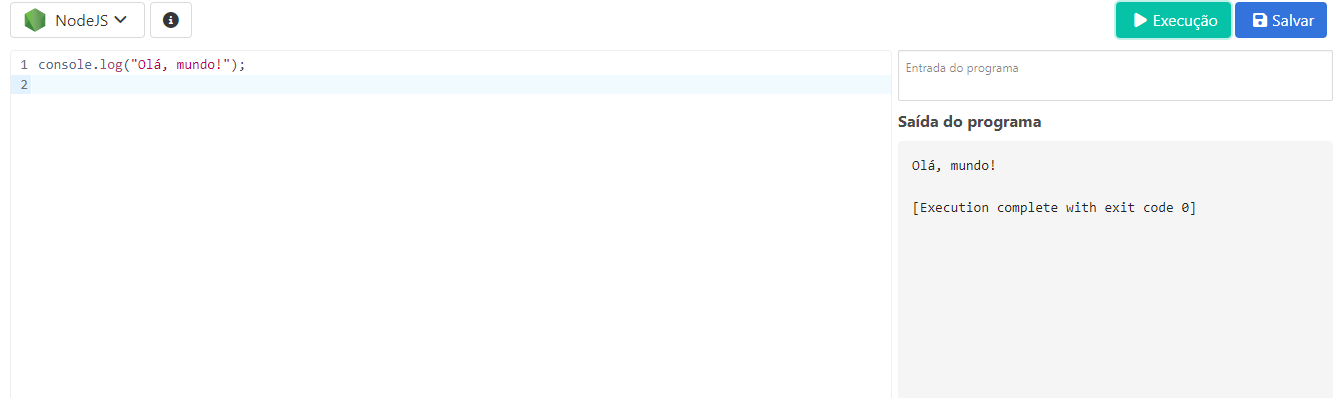 NodeJS
Execução
Salvar
1 console.log("Olá, mundo!");
2
Entrada do programa
Saída do programa
Olá, mundo!
[Execution complete with exit code 0]